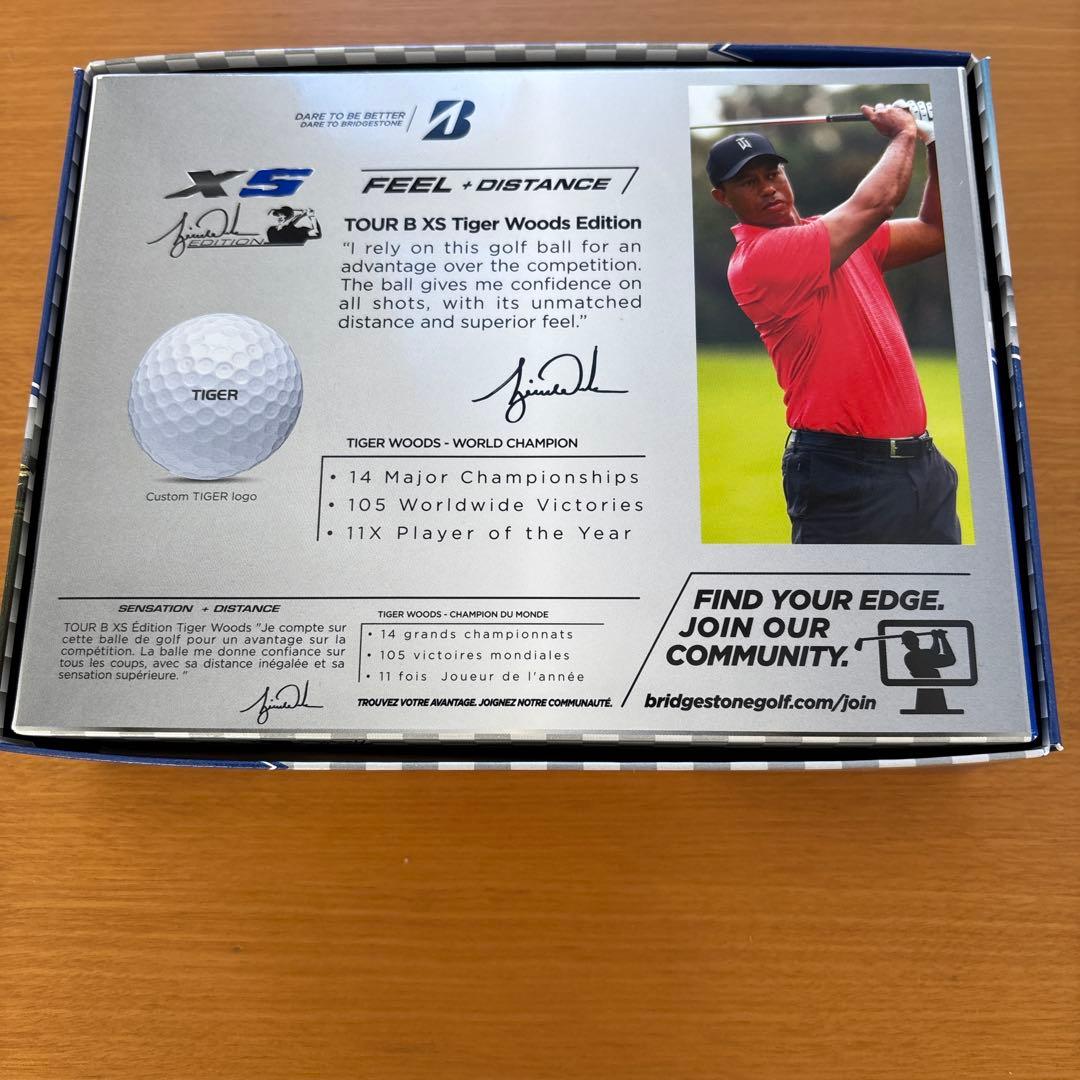 DARE TO BE BETTER
DARE TO BRIDGESTONE
B
XS
EDITION
FEEL + DISTANCE
TOUR B XS Tiger Woods Edition
“I rely on this golf ball for an
advantage over the competition.
The ball gives me confidence on
all shots, with its unmatched
distance and superior feel.”
TIGER
Custom TIGER logo
TW
TIGER WOODS - WORLD CHAMPION
• 14 Major Championships
• 105 Worldwide Victories
• 11X Player of the Year
SENSATION + DISTANCE
TOUR B XS Édition Tiger Woods "Je compte sur
cette balle de golf pour un avantage sur la
compétition. La balle me donne confiance sur
tous les coups, avec sa distance inégalée et sa
sensation supérieure. "
TIGER WOODS - CHAMPION DU MONDE
• 14 grands championnats
• 105 victoires mondiales
• 11 fois Joueur de l'année
TROUVEZ VOTRE AVANTAGE. JOIGNEZ NOTRE COMMUNAUTÉ.
FIND YOUR EDGE.
JOIN OUR
COMMUNITY.
bridgestonegolf.com/join